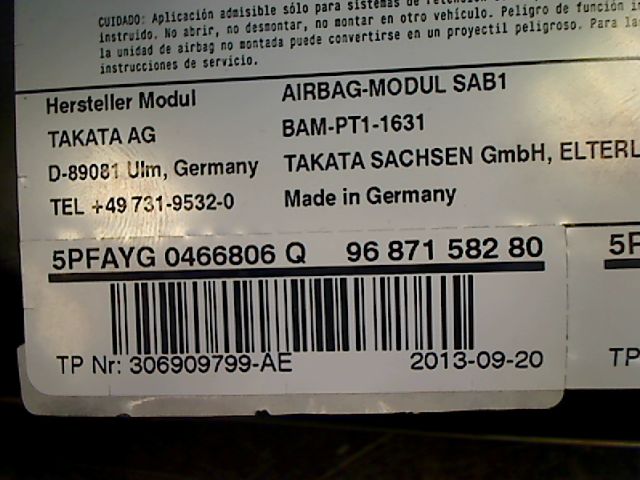 CUIDADO: Aplicación admisible sólo para sistemas de
instruido. No abrir, no desmontar, no montar en otro vehículo. Peligro de función
la unidad de airbag no montada puede convertirse en un proyectil peligroso. Para
instrucciones de servicio.
Hersteller Modul AIRBAG-MODUL SAB1
TAKATA AG BAM-PT1-1631
D-89081 Ulm, Germany TAKATA SACHSEN GmbH, ELTERL
TEL +49 731-9532-0 Made in Germany
5PFAYG 0466806 Q 96 871 582 80
TP Nr: 306909799-AE 2013-09-20
TP